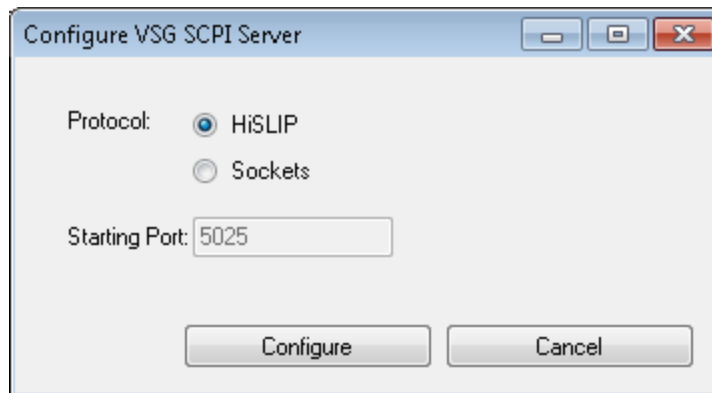 Configure VSG SCPI Server
Protocol: HiSLIP
Sockets
Starting Port: 5025
Configure Cancel